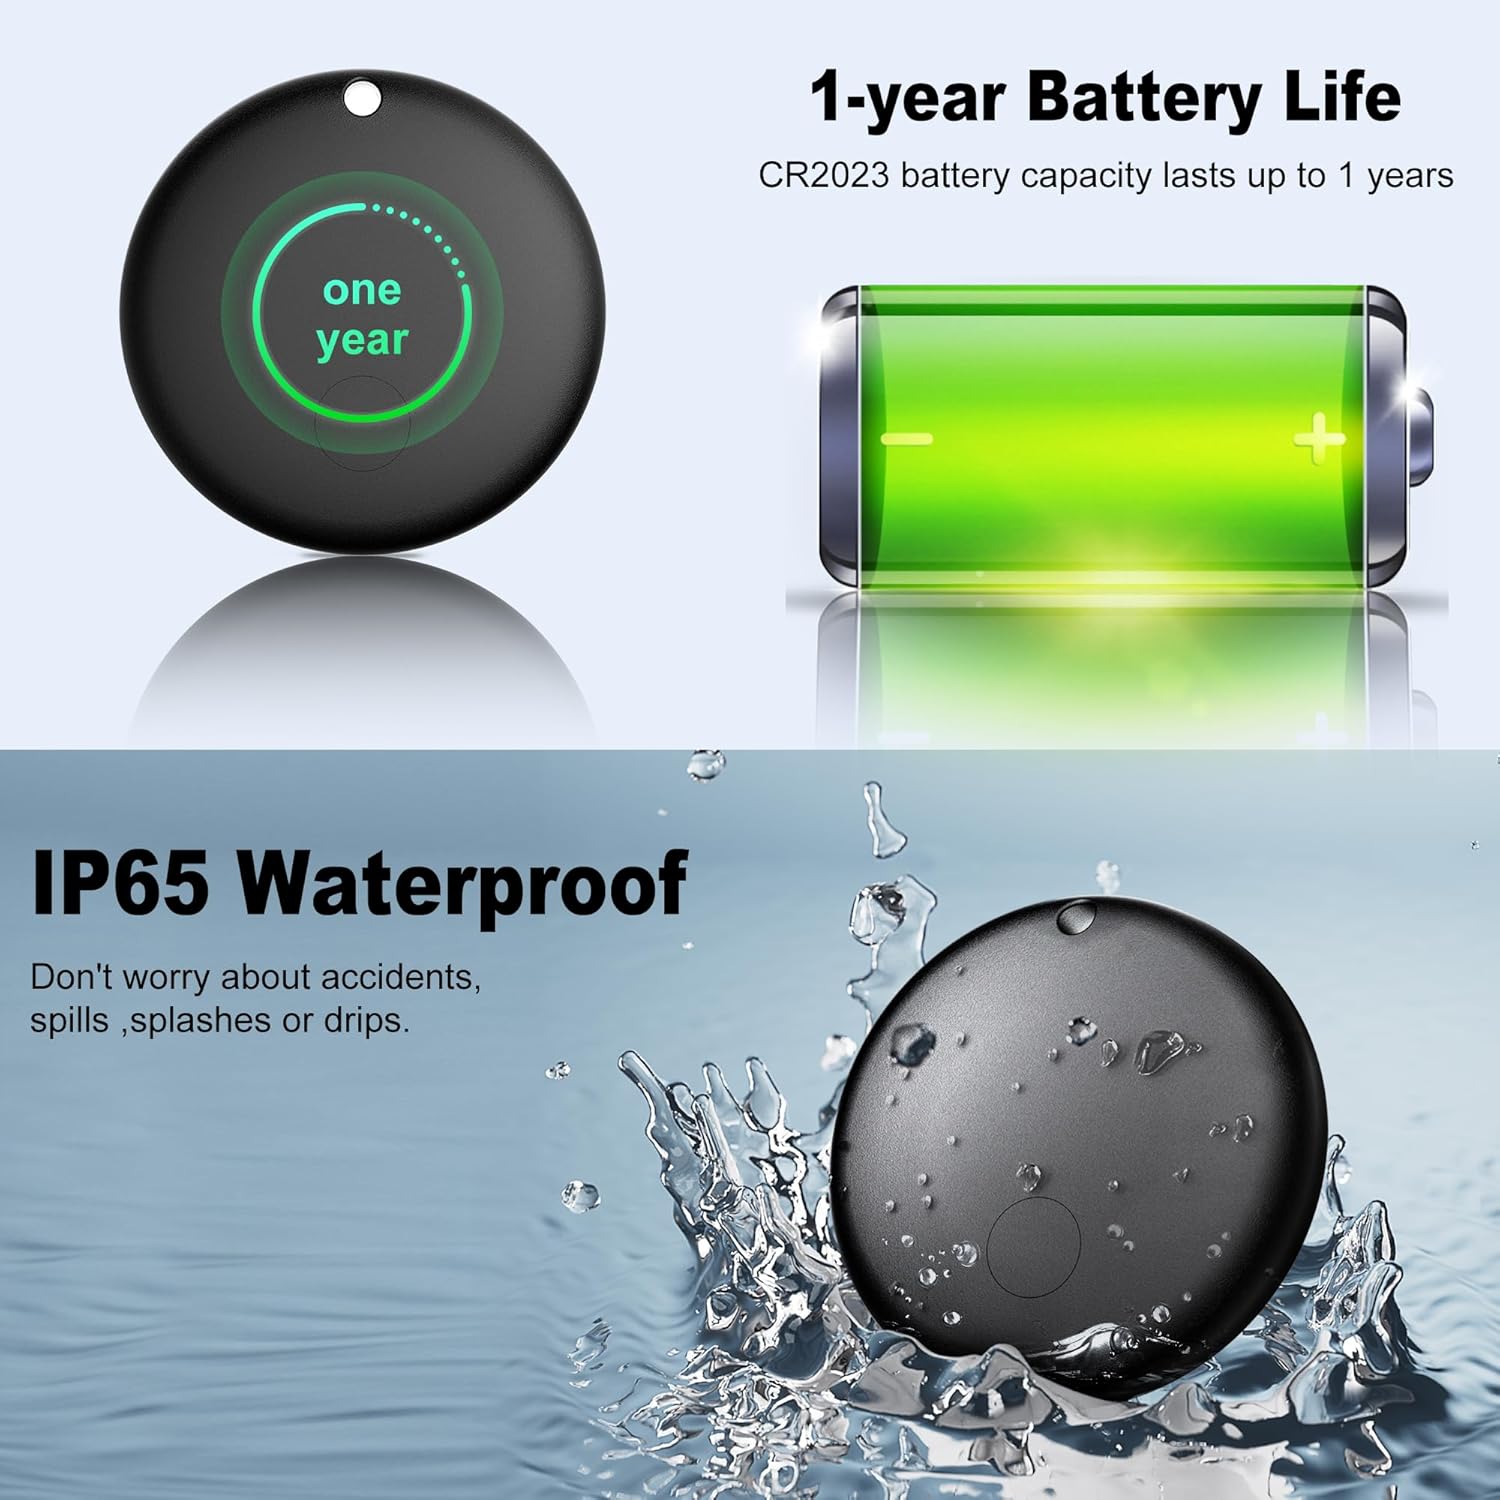 1-year Battery Life
CR2023 battery capacity lasts up to 1 years
one
year
IP65 Waterproof
Don't worry about accidents,
spills ,splashes or drips.